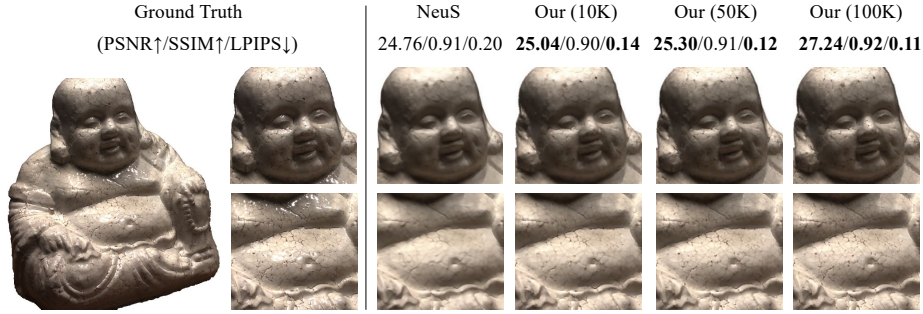 Ground Truth NeuS Our (10K) Our (50K) Our (100K)
(PSNR↑/SSIM↑/LPIPS↓) 24.76/0.91/0.20 25.04/0.90/0.14 25.30/0.91/0.12 27.24/0.92/0.11